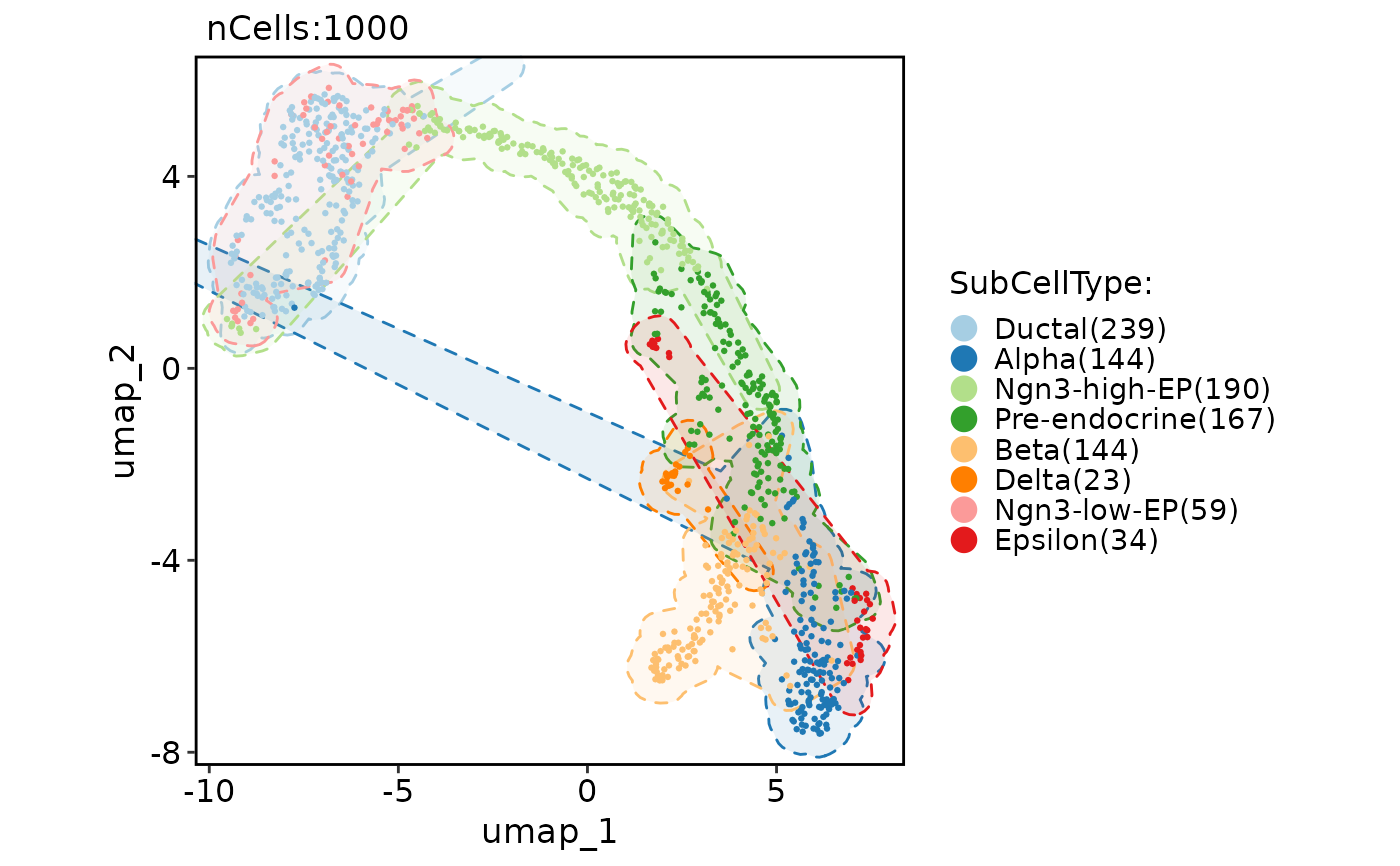 nCells:1000
umap_2
4
0
-4
-8
-10
-5
0
5
umap_1
SubCellType:
Ductal(239)
Alpha(144)
Ngn3-high-EP(190)
Pre-endocrine(167)
Beta(144)
Delta(23)
Ngn3-low-EP(59)
Epsilon(34)